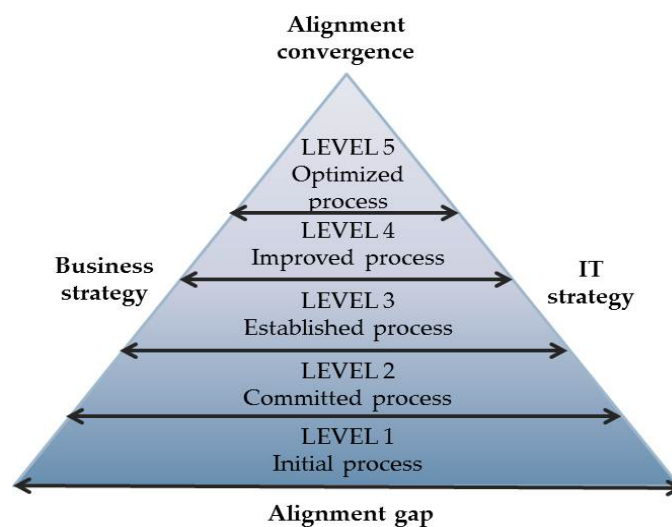 Alignment
convergence
LEVEL 5
Optimized
process
LEVEL 4
Improved process
Business
strategy
IT
strategy
LEVEL 3
Established process
LEVEL 2
Committed process
LEVEL 1
Initial process
Alignment gap